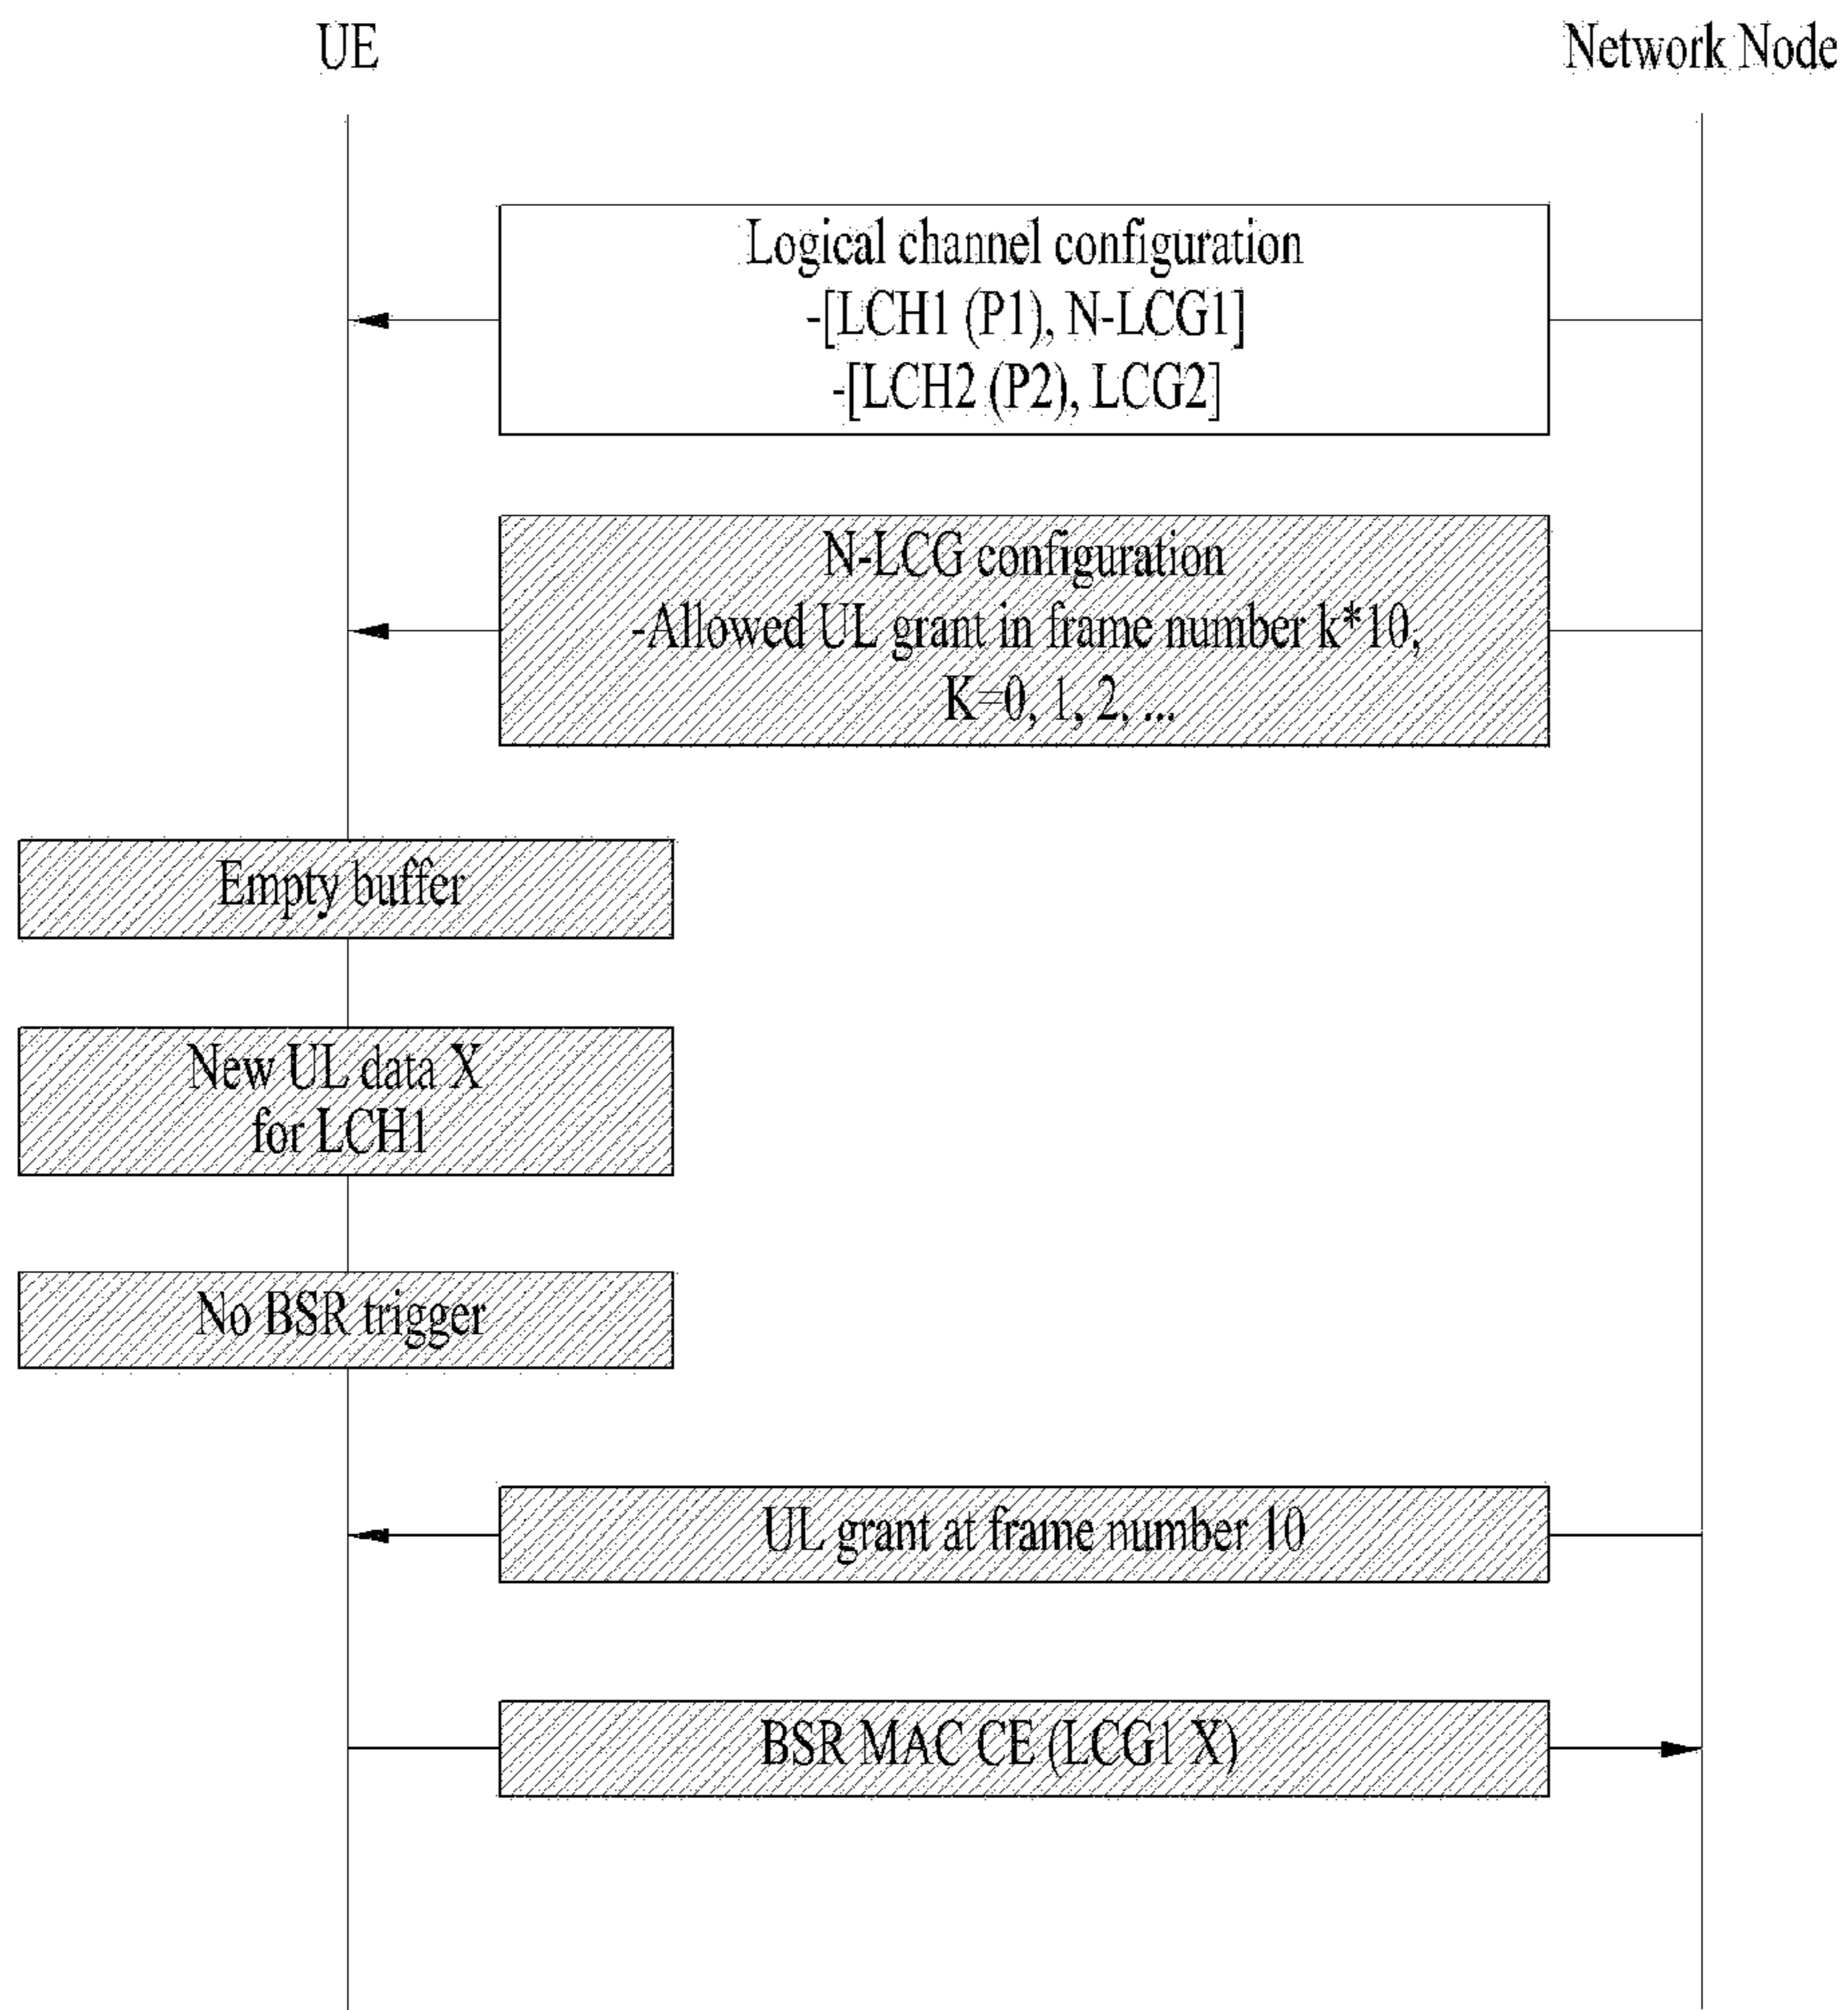 UE
Network Node
Logical channel configuration
-[LCH1 (P1), N-LCG1]
-[LCH2 (P2), LCG2]
N-LCG configuration
-Allowed UL grant in frame number k*10,
K=0, 1, 2, ...
Empty buffer
New UL data X
for LCH1
No BSR trigger
UL grant at frame number 10
BSR MAC CE (LCG1 X)